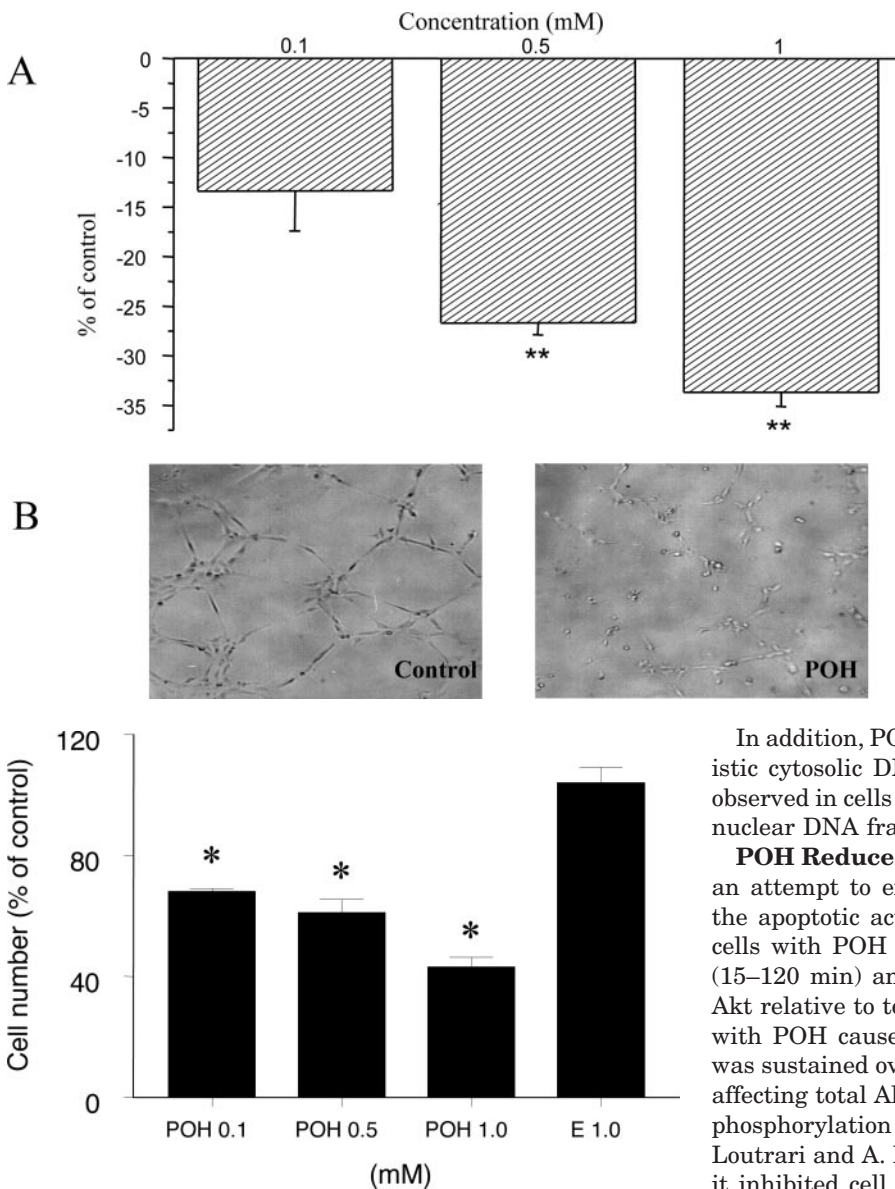 A
Concentration (mM)
0.1 0.5 1
0
-5
-10
-15
-20
-25
-30
-35
% of control
**
**
B
Control
POH
120
80
40
0
Cell number (% of control)
*
*
*
POH 0.1 POH 0.5 POH 1.0 E 1.0
(mM)
In addition, PO
istic cytosolic D
observed in cells
nuclear DNA fra
POH Reduce
an attempt to e
the apoptotic ac
cells with POH
(15–120 min) an
Akt relative to t
with POH cause
was sustained ov
affecting total A
phosphorylation
Loutrari and A.
it inhibited cell